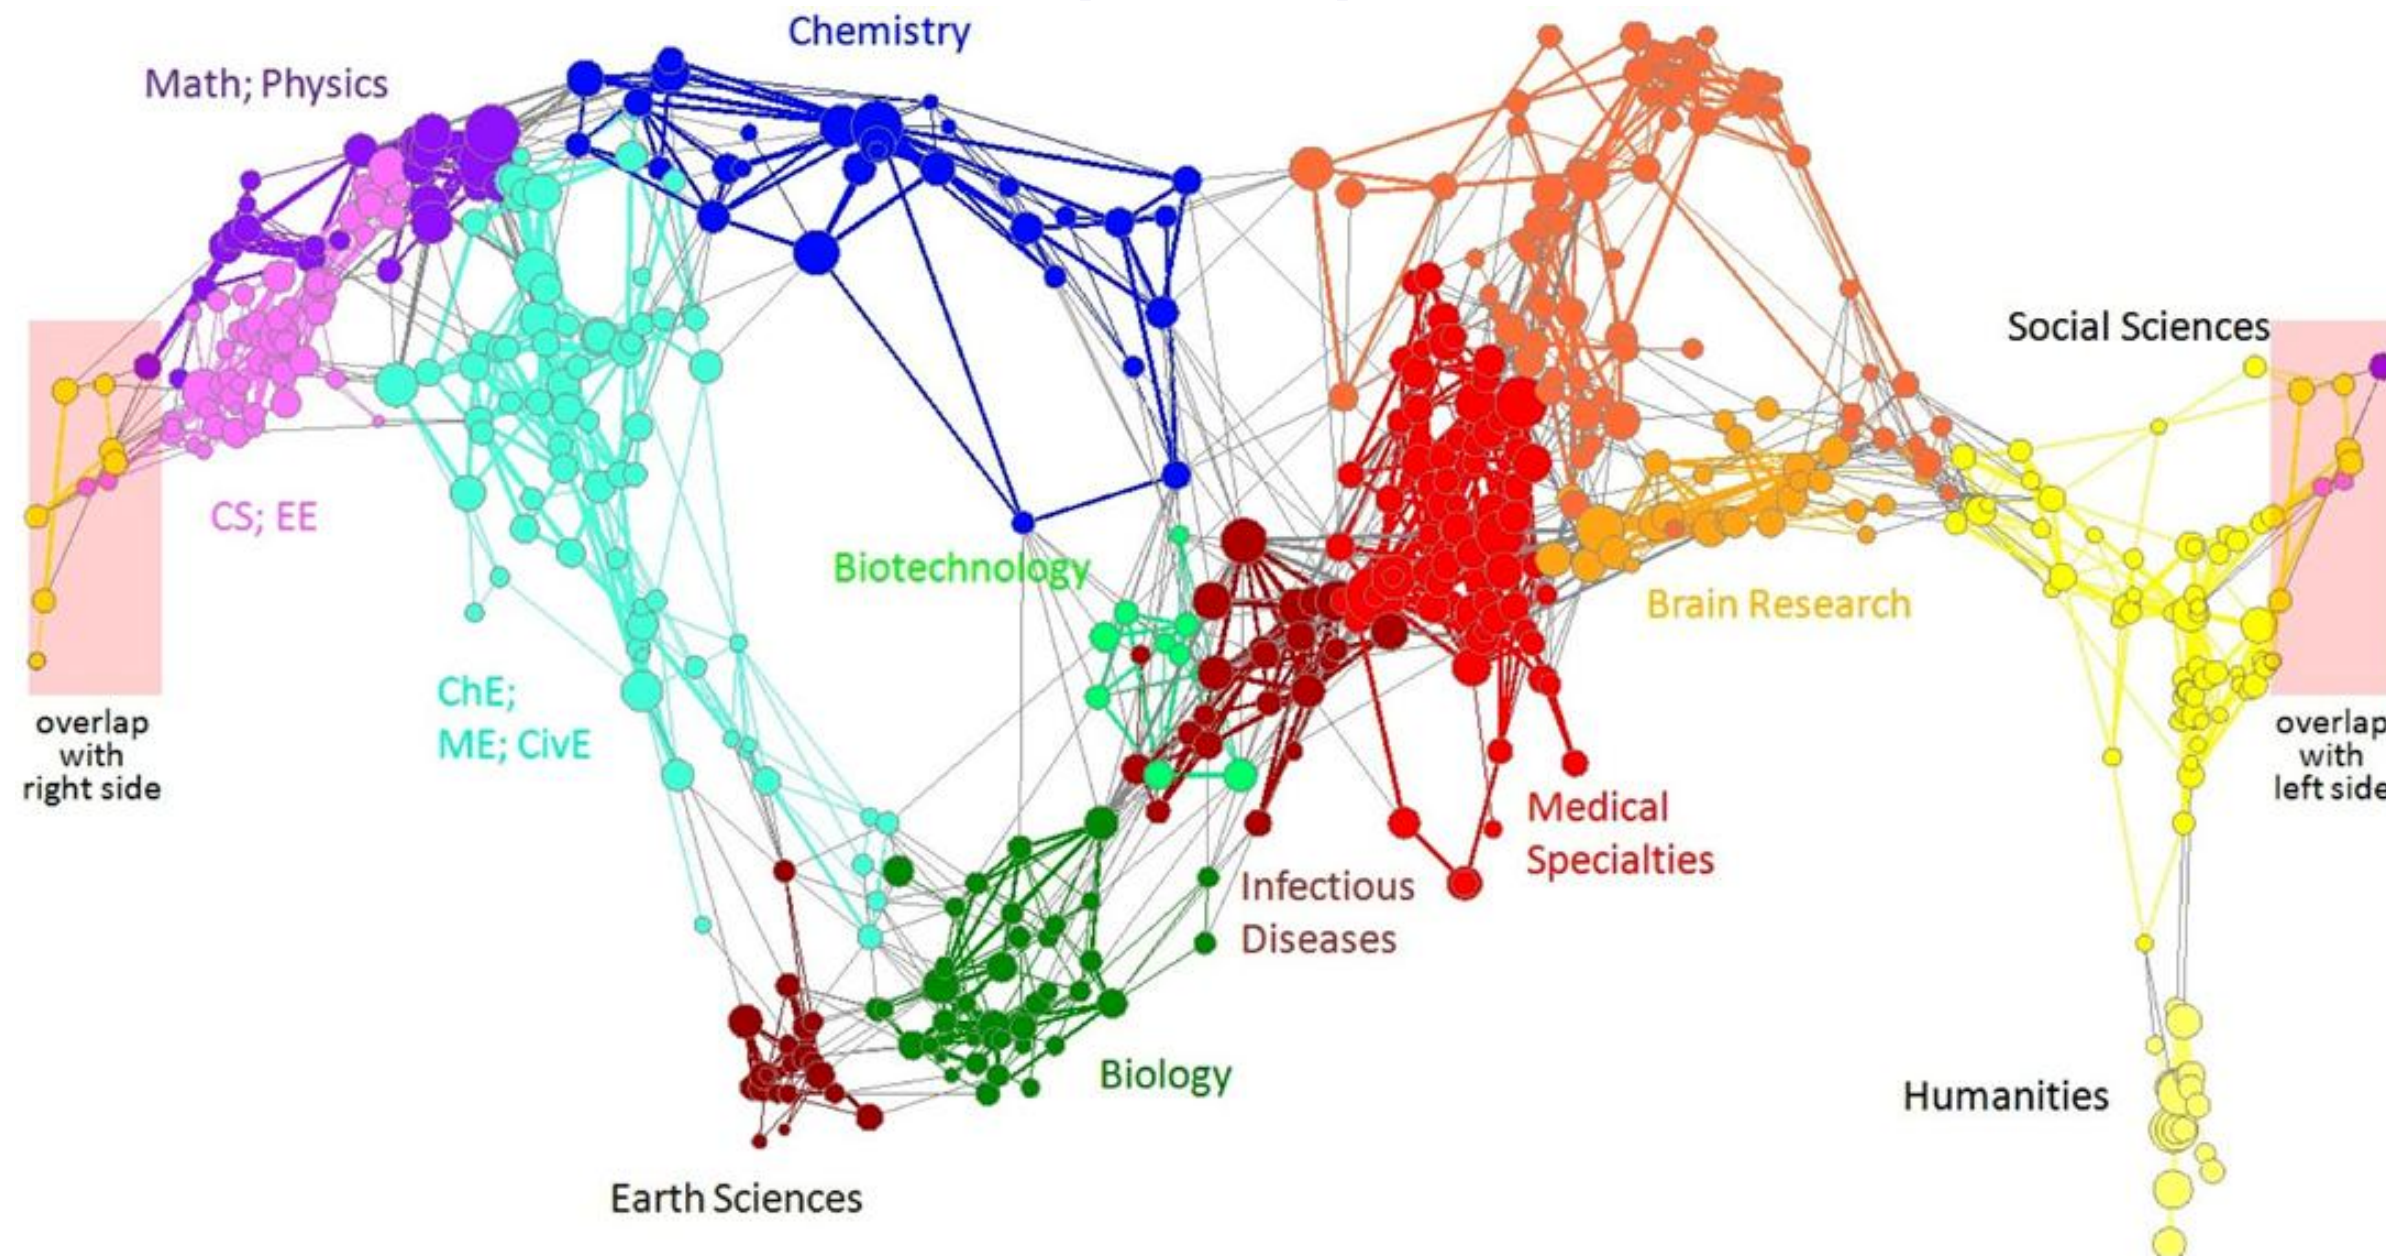 Chemistry
Math; Physics
Social Sciences
CS; EE
Biotechnology
Brain Research
ChE;
ME; CivE
overlap
with
right side
overlap
with
left side
Medical
Specialties
Infectious
Diseases
Biology
Humanities
Earth Sciences